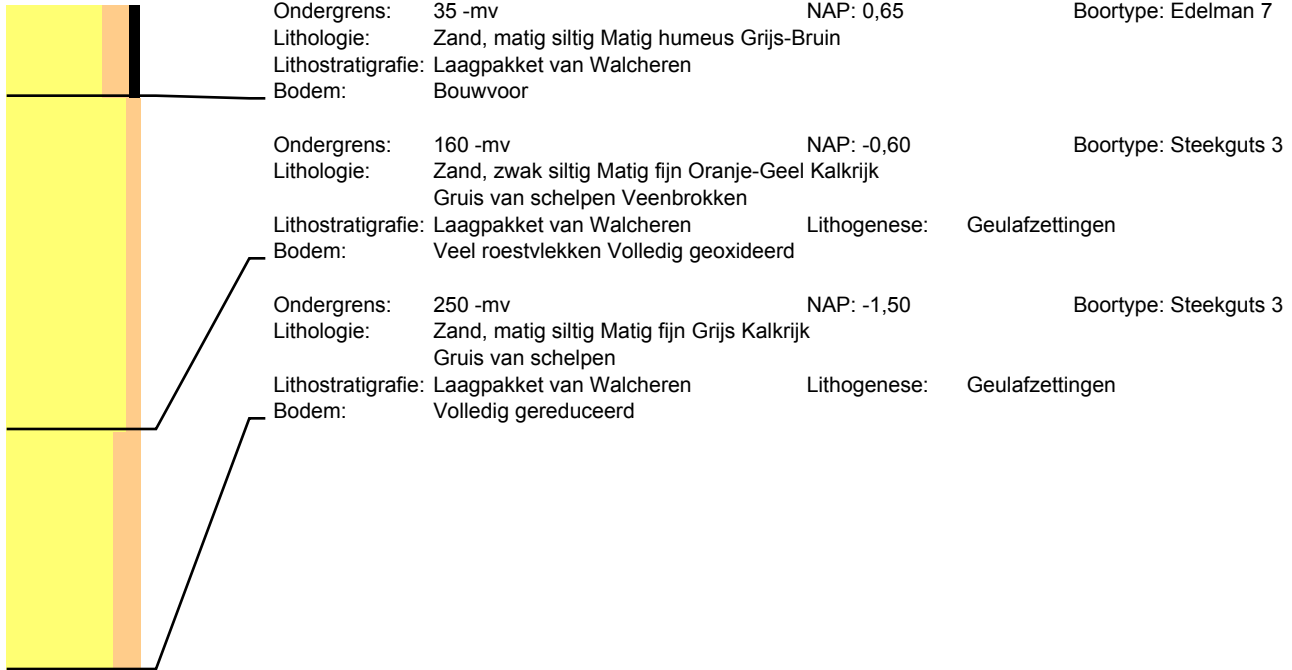 Ondergrens: 35 -mv NAP: 0,65 Boortype: Edelman 7
Lithologie: Zand, matig siltig Matig humeus Grijs-Bruin
Lithostratigrafie: Laagpakket van Walcheren
Bodem: Bouwvoor
Ondergrens: 160 -mv NAP: -0,60 Boortype: Steekguts 3
Lithologie: Zand, zwak siltig Matig fijn Oranje-Geel Kalkrijk
Gruis van schelpen Veenbrokken
Lithostratigrafie: Laagpakket van Walcheren Lithogenese: Geulafzettingen
Bodem: Veel roestvlekken Volledig geoxideerd
Ondergrens: 250 -mv NAP: -1,50 Boortype: Steekguts 3
Lithologie: Zand, matig siltig Matig fijn Grijs Kalkrijk
Gruis van schelpen
Lithostratigrafie: Laagpakket van Walcheren Lithogenese: Geulafzettingen
Bodem: Volledig gereduceerd